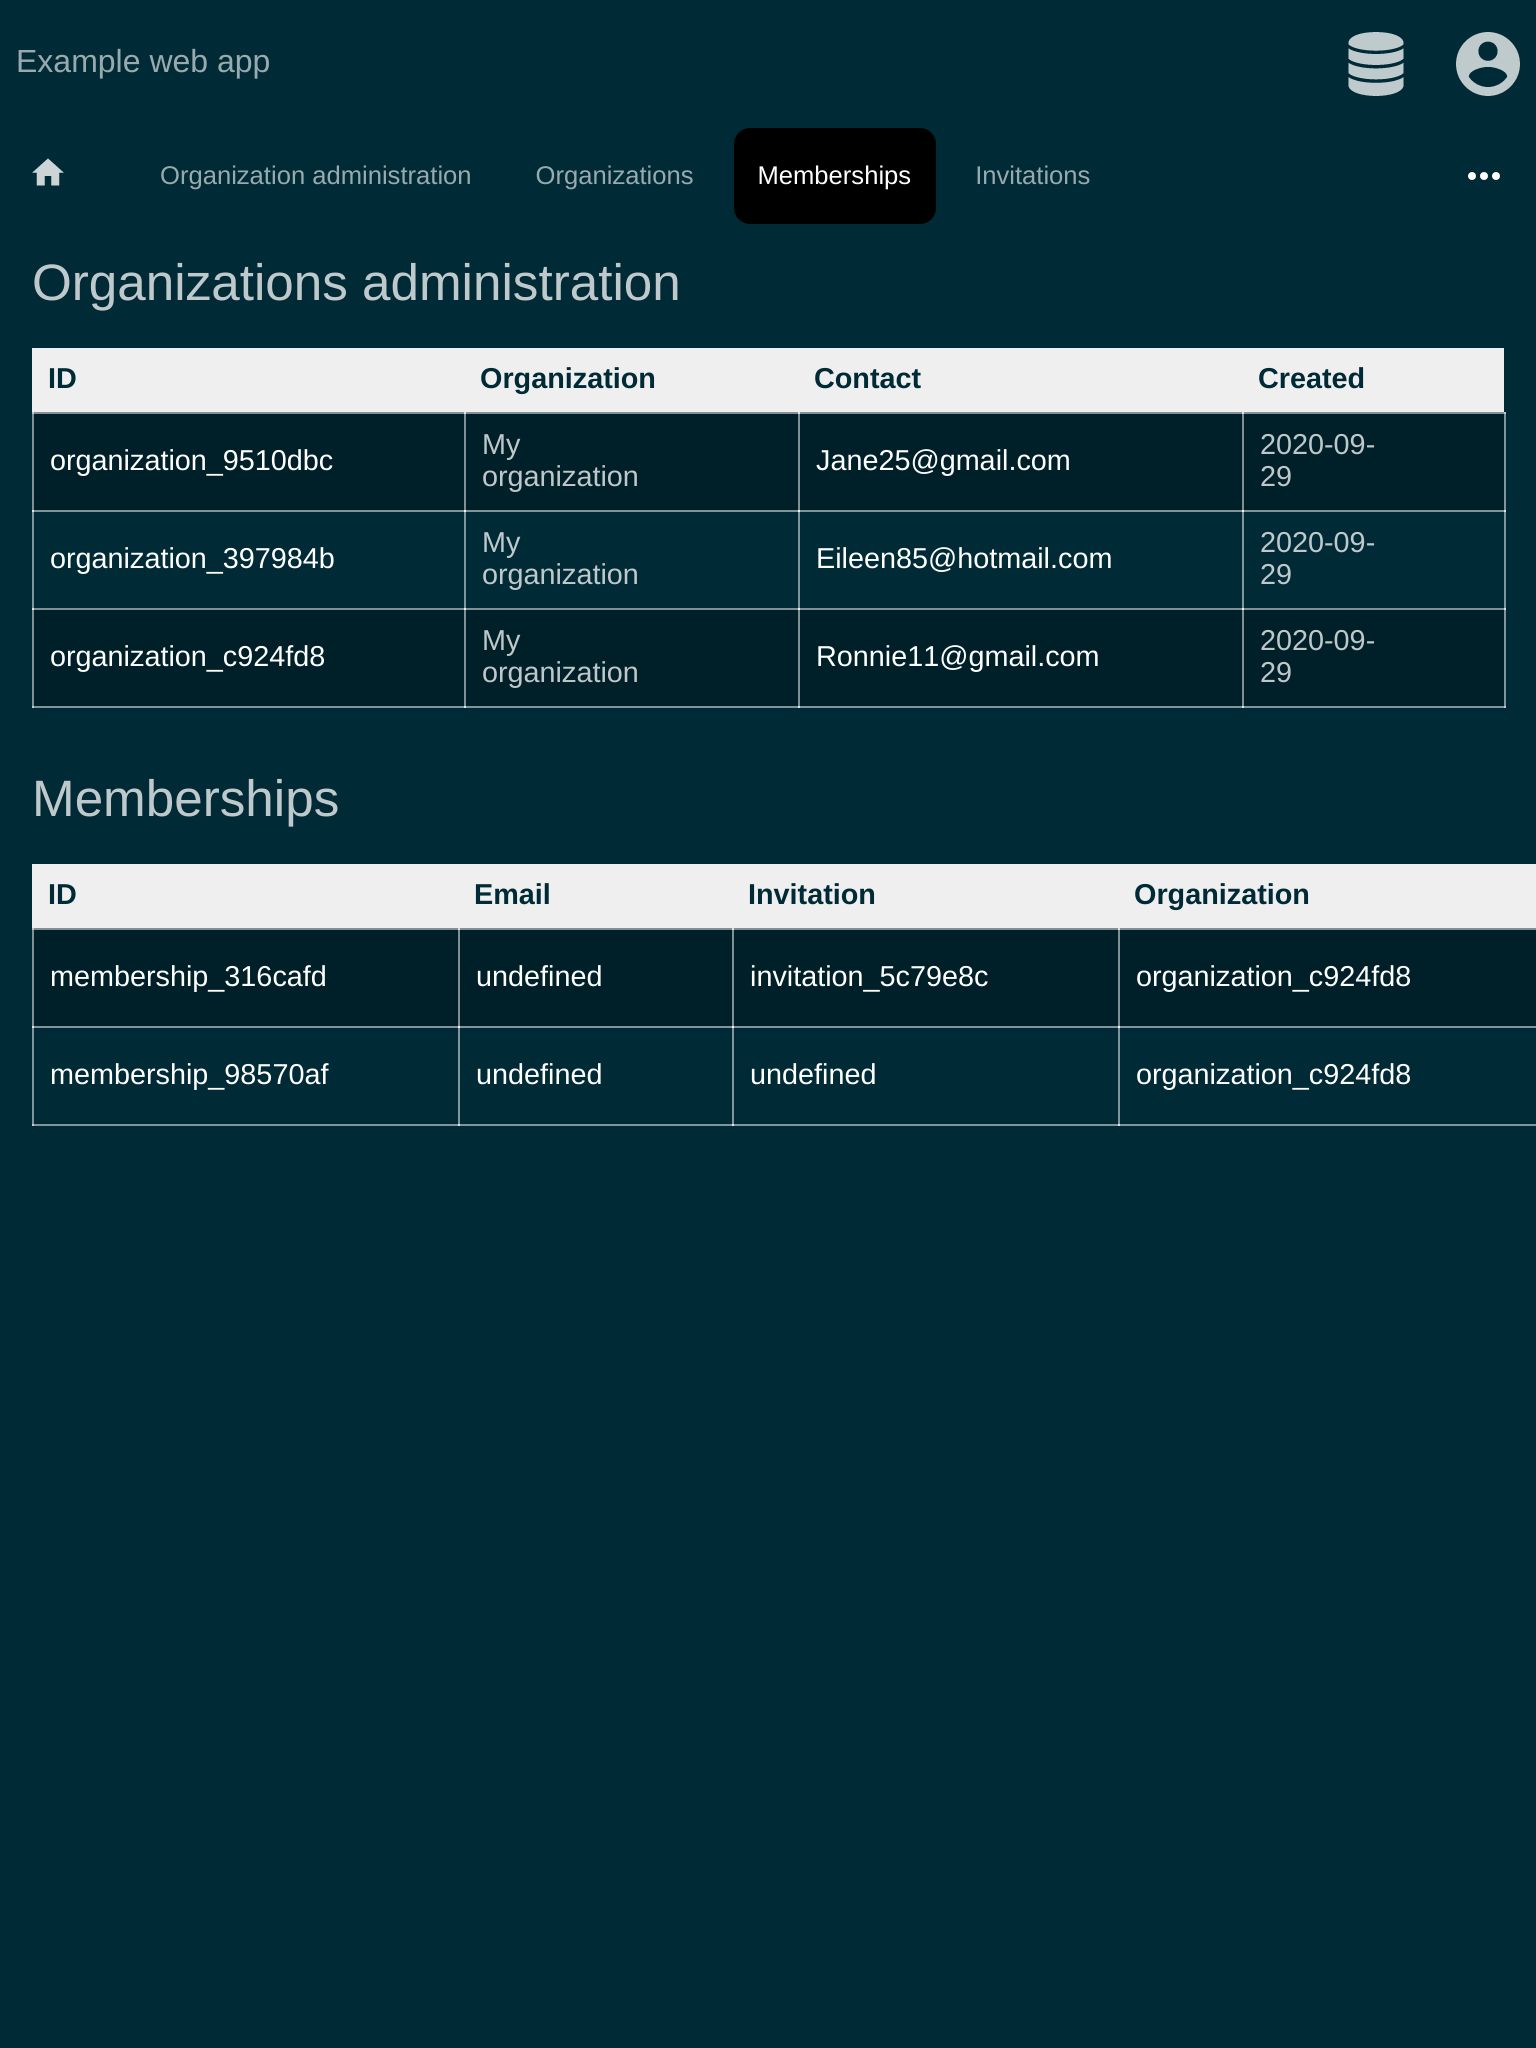 Example web app
Organization administration Organizations Memberships Invitations
Organizations administration
ID Organization Contact Created
organization_9510dbc My organization Jane25@gmail.com 2020-09-29
organization_397984b My organization Eileen85@hotmail.com 2020-09-29
organization_c924fd8 My organization Ronnie11@gmail.com 2020-09-29
Memberships
ID Email Invitation Organization
membership_316cafd undefined invitation_5c79e8c organization_c924fd8
membership_98570af undefined undefined organization_c924fd8